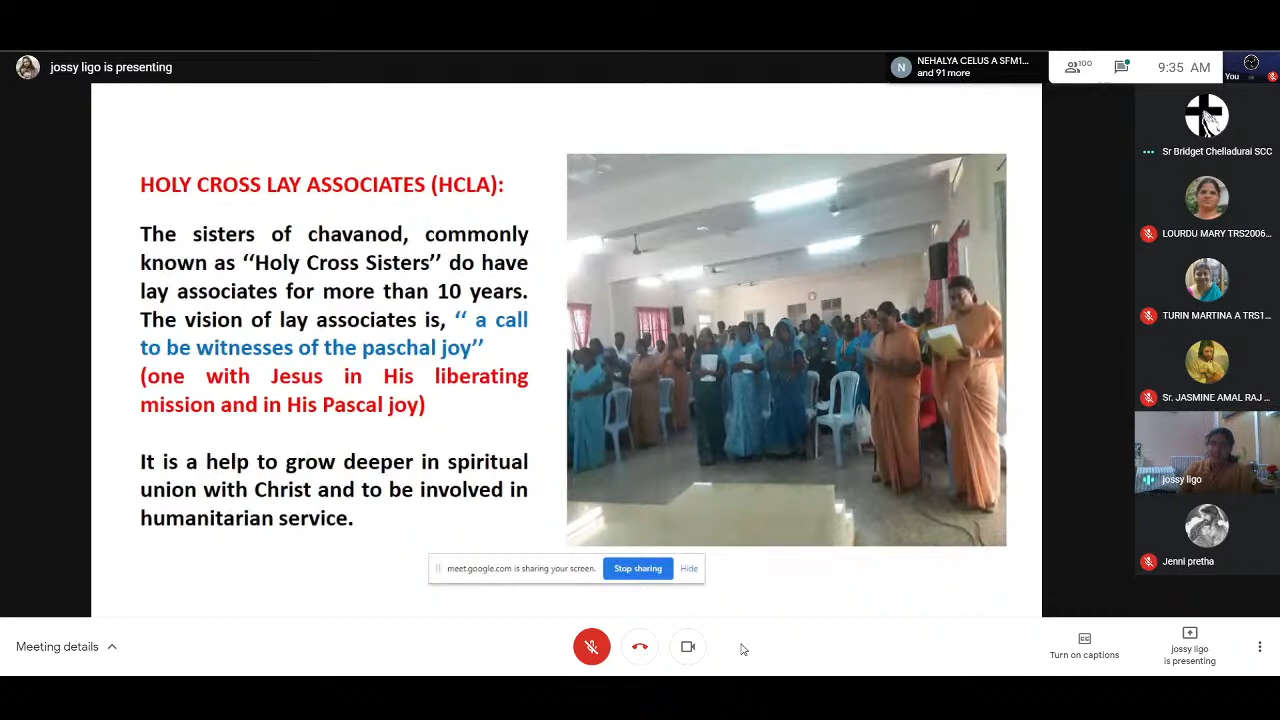 jossy ligo is presenting
N
NEHALYA CELUS A SFM1...
and 91 more
100
9:35 AM
You
HOLY CROSS LAY ASSOCIATES (HCLA):
The sisters of chavanod, commonly
known as ‘‘Holy Cross Sisters’’ do have
lay associates for more than 10 years.
The vision of lay associates is, ‘‘ a call
to be witnesses of the paschal joy’’
(one with Jesus in His liberating
mission and in His Pascal joy)
It is a help to grow deeper in spiritual
union with Christ and to be involved in
humanitarian service.
meet.google.com is sharing your screen.
Stop sharing
Hide
Sr Bridget Chelladurai SCC
LOURDU MARY TRS2006...
TURIN MARTINA A TRS1...
Sr. JASMINE AMAL RAJ ...
jossy ligo
Jenni pretha
Meeting details
CC
Turn on captions
jossy ligo
is presenting